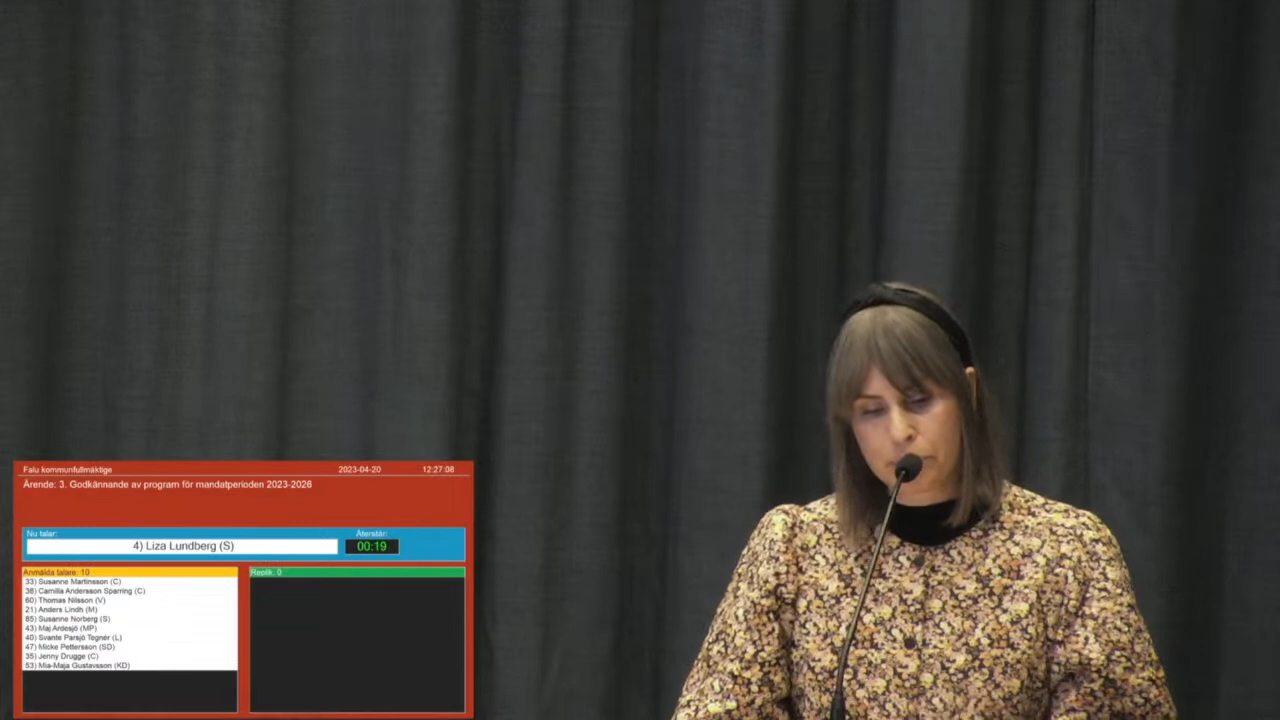 Falu kommunfullmäktige 2023-04-20 12:27:08
Ärende: 3. Godkännande av program för mandatperioden 2023-2026
Nu talar: Återstår:
4) Liza Lundberg (S) 00:19
Anmälda talare: 10
33) Susanne Martinsson (C)
38) Camilla Andersson Sparring (C)
60) Thomas Nilsson (V)
21) Anders Lindh (M)
85) Susanne Norberg (S)
43) Maj Ardesjö (MP)
40) Svante Parsjö Tegnér (L)
47) Micke Pettersson (SD)
35) Jenny Drugge (C)
53) Mia-Maja Gustavsson (KD)
Replik: 0